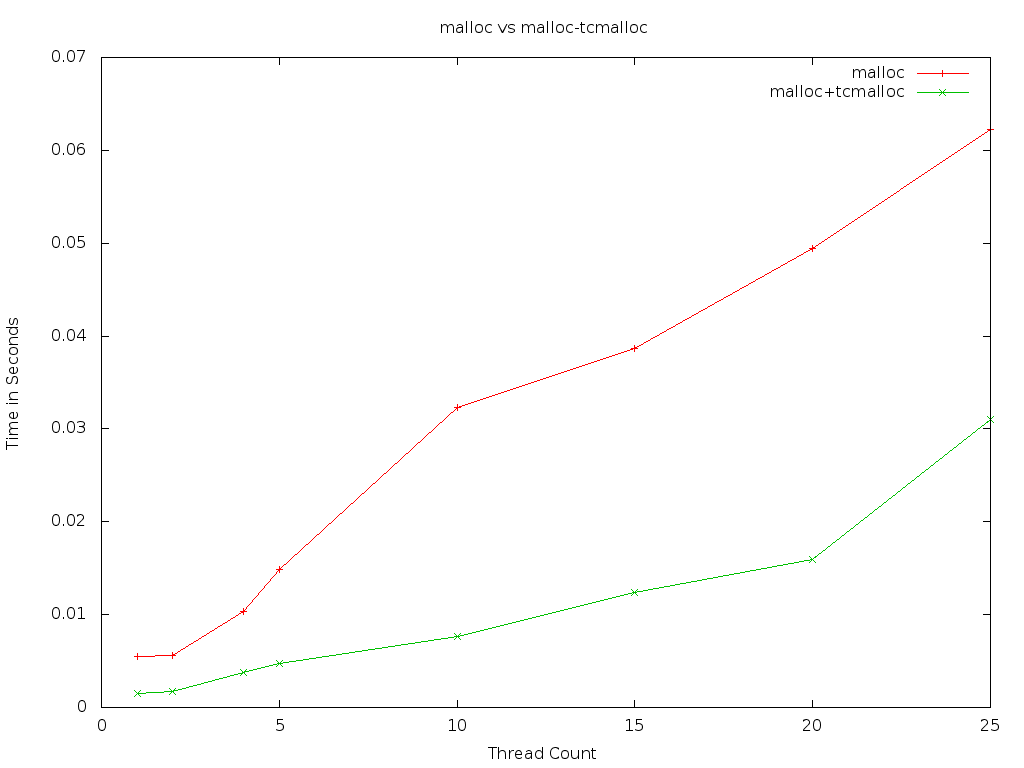 malloc vs malloc-tcmalloc
malloc
malloc+tcmalloc
0.07
0.06
0.05
0.04
0.03
0.02
0.01
0
Time in Seconds
0 5 10 15 20 25
Thread Count